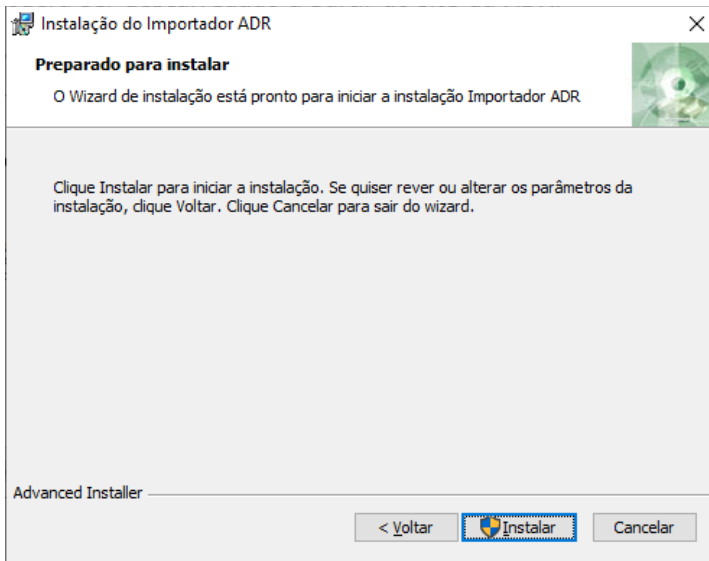 Instalação do Importador ADR
Preparado para instalar
O Wizard de instalação está pronto para iniciar a instalação Importador ADR
Clique Instalar para iniciar a instalação. Se quiser rever ou alterar os parâmetros da
instalação, clique Voltar. Clique Cancelar para sair do wizard.
Advanced Installer
< Voltar
Instalar
Cancelar